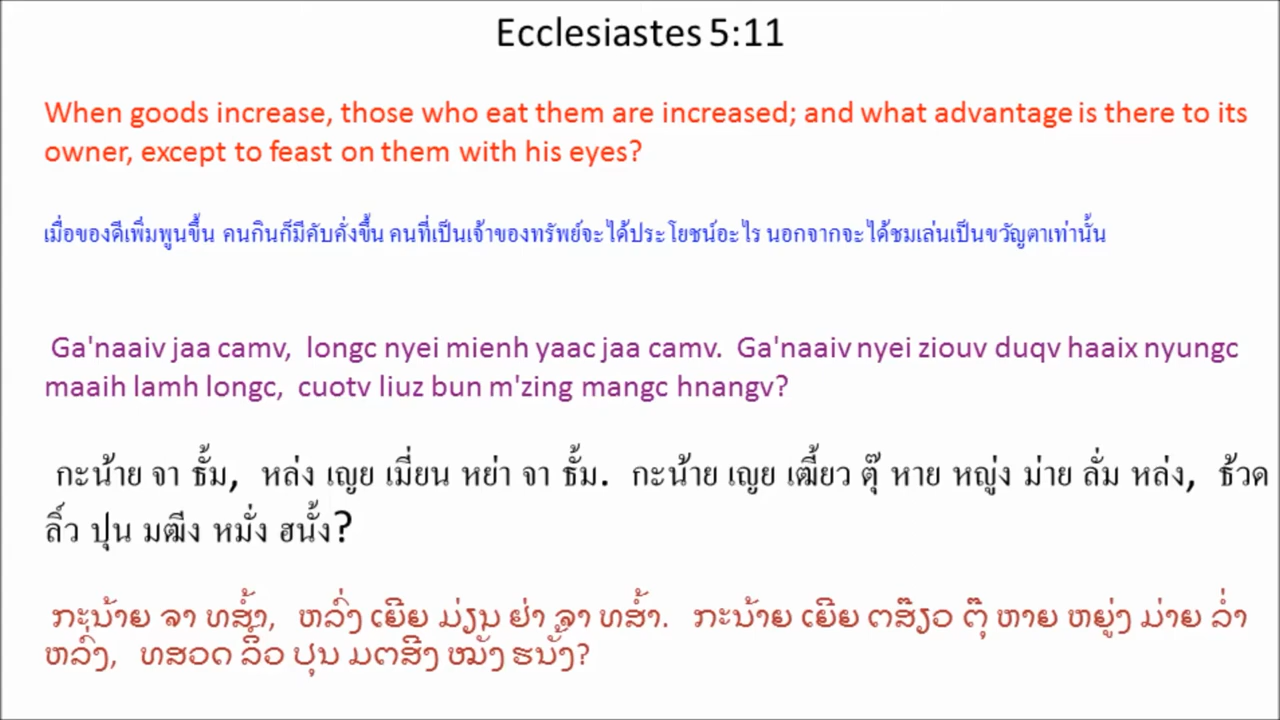 Ecclesiastes 5:11
When goods increase, those who eat them are increased; and what advantage is there to its
owner, except to feast on them with his eyes?
เมื่อของดีเพิ่มพูนขึ้น คนกินก็มีคับคั่งขึ้น คนที่เป็นเจ้าของทรัพย์จะได้ประโยชน์อะไร นอกจากจะได้ชมเล่นเป็นขวัญตาเท่านั้น
Ga'naaiv jaa camv, longc nyei mienh yaac jaa camv. Ga'naaiv nyei ziouv duqv haaix nyungc
maaih lamh longc, cuotv liuz bun m'zing mangc hnangv?
กะน้าย จา ธั้ม, หล่ง เญย เมี่ยน หย่า จา ธั้ม. กะน้าย เญย เฒี้ยว ตุ๊ หาย หญู่ง ม่าย ลั่ม หล่ง, ธ้วด
ลิ์ว ปุน มฒีง หมั่ง ฮนั้ง?
ກະນ້າຍ ຈາ ທສ້ຳ, ຫລົ່ງ ເຍີຍ ມ່ຽນ ຢ່າ ຈາ ທສ້ຳ. ກະນ້າຍ ເຍີຍ ຕສ໊ຽວ ຕຸ໊ ຫາຍ ຫຍູ່ງ ມ່າຍ ລ່ຳ
ຫລົ່ງ, ທສວດ ລິ້ວ ປຸນ ມຕສີງ ໝັ່ງ ຮນັ້ງ?